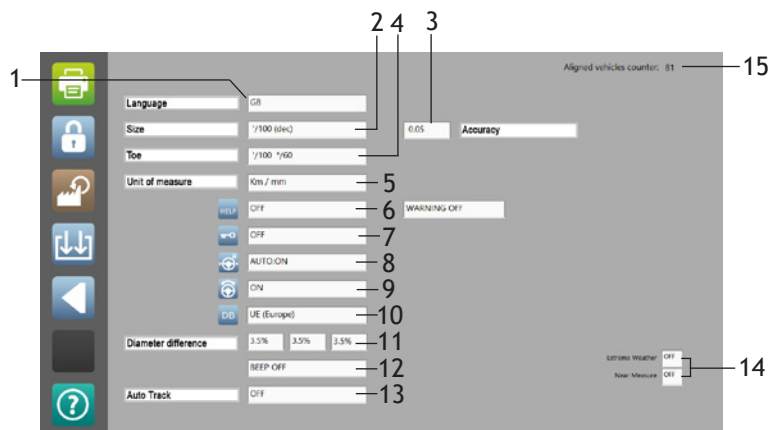 2 4 3
Aligned vehicles counter: 81 15
1
Language GB
Size °/100 (dec) 0.05 Accuracy
Toe °/100 °/60
Unit of measure Km / mm 5
HELP OFF 6 WARNING OFF
OFF 7
AUTO:ON 8
ON 9
DB UE (Europe) 10
Diameter difference 3.5% 3.5% 3.5% 11
BEEP OFF 12
Extreme Weather OFF
Near Measure OFF
14
Auto Track OFF 13
?